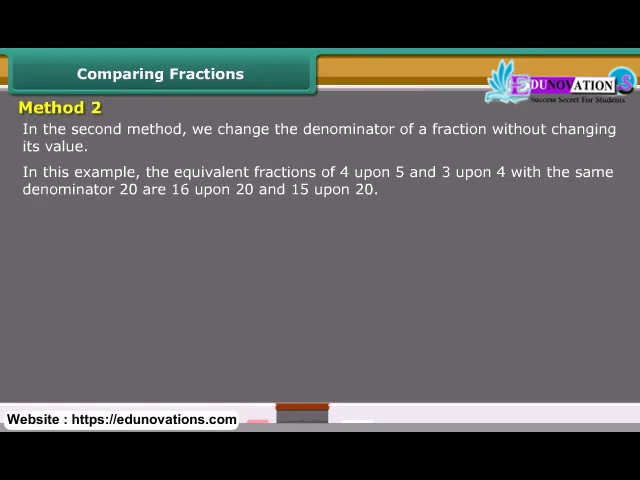 Comparing Fractions
EDUNOVATIONS
Success Secret For Students
Method 2
In the second method, we change the denominator of a fraction without changing
its value.
In this example, the equivalent fractions of 4 upon 5 and 3 upon 4 with the same
denominator 20 are 16 upon 20 and 15 upon 20.
Website : https://edunovations.com